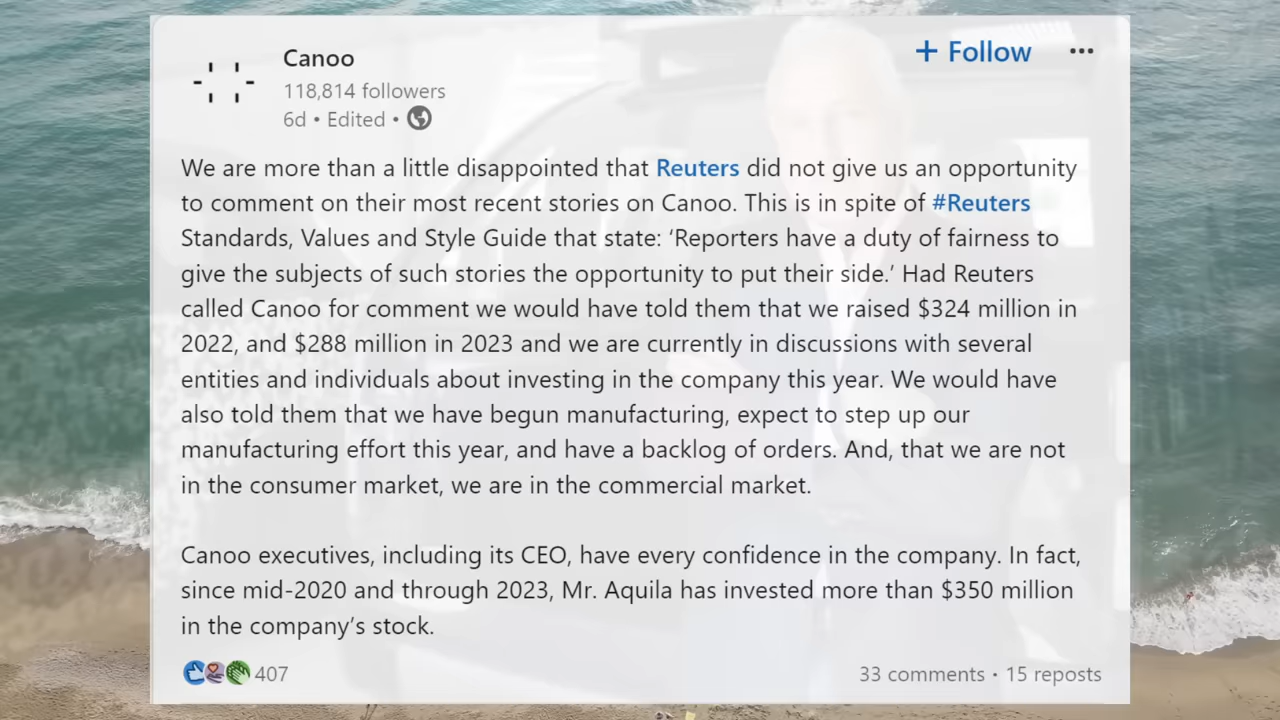 Canoo
+ Follow
118,814 followers
6d • Edited •
We are more than a little disappointed that Reuters did not give us an opportunity
to comment on their most recent stories on Canoo. This is in spite of #Reuters
Standards, Values and Style Guide that state: ‘Reporters have a duty of fairness to
give the subjects of such stories the opportunity to put their side.’ Had Reuters
called Canoo for comment we would have told them that we raised $324 million in
2022, and $288 million in 2023 and we are currently in discussions with several
entities and individuals about investing in the company this year. We would have
also told them that we have begun manufacturing, expect to step up our
manufacturing effort this year, and have a backlog of orders. And, that we are not
in the consumer market, we are in the commercial market.
Canoo executives, including its CEO, have every confidence in the company. In fact,
since mid-2020 and through 2023, Mr. Aquila has invested more than $350 million
in the company’s stock.
407
33 comments • 15 reposts